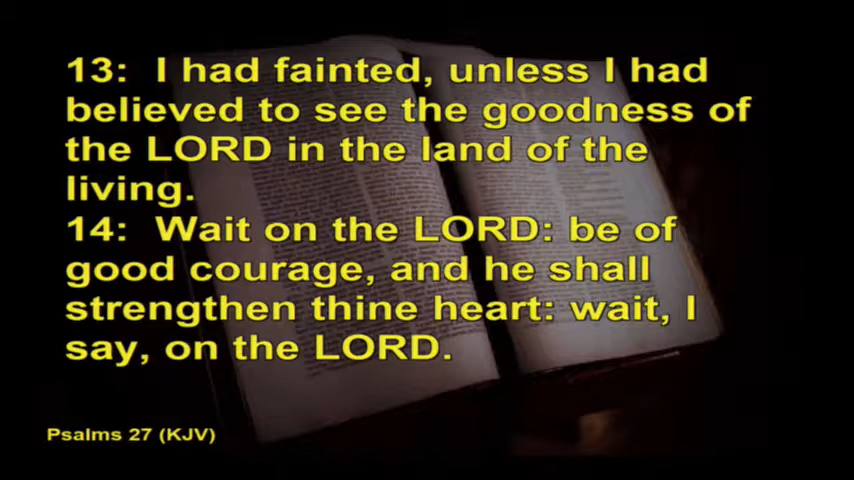 13:  I had fainted, unless I had
believed to see the goodness of
the LORD in the land of the
living.
14:  Wait on the LORD: be of
good courage, and he shall
strengthen thine heart: wait, I
say, on the LORD.
Psalms 27 (KJV)